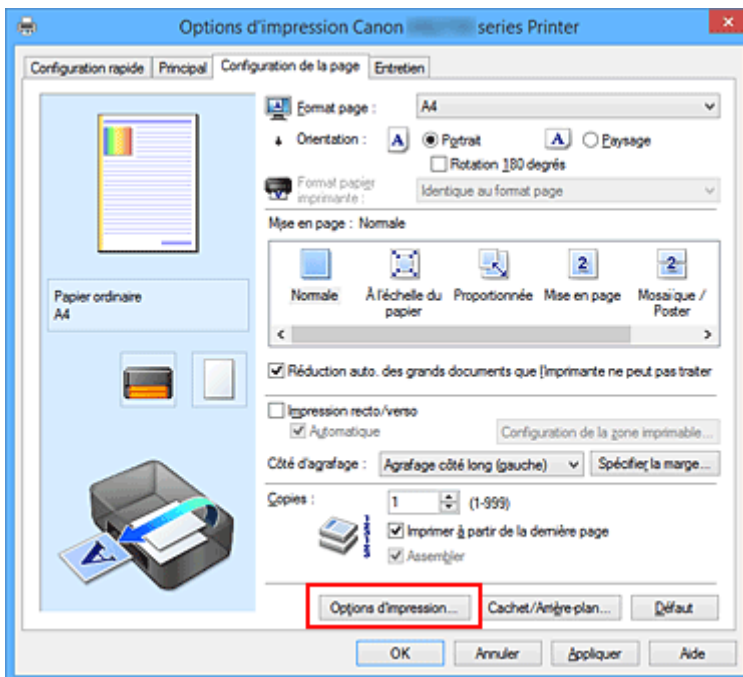 Options d'impression Canon series Printer
Configuration rapide Principal Configuration de la page Entretien
Format page : A4
Orientation : A Portrait A Paysage
Rotation 180 degrés
Format papier imprimante : Identique au format page
Mise en page : Normale
Normale À l'échelle du papier Proportionnée Mise en page Mosaïque / Poster
Papier ordinaire
A4
Réduction auto. des grands documents que l'imprimante ne peut pas traiter
Impression recto/verso
Automatique Configuration de la zone imprimable...
Côté d'agrafage : Agrafage côté long (gauche) Spécifier la marge...
Copies : 1 (1-999)
Imprimer à partir de la dernière page
Assembler
Options d'impression... Cachet/Arrière-plan... Défaut
OK Annuler Appliquer Aide